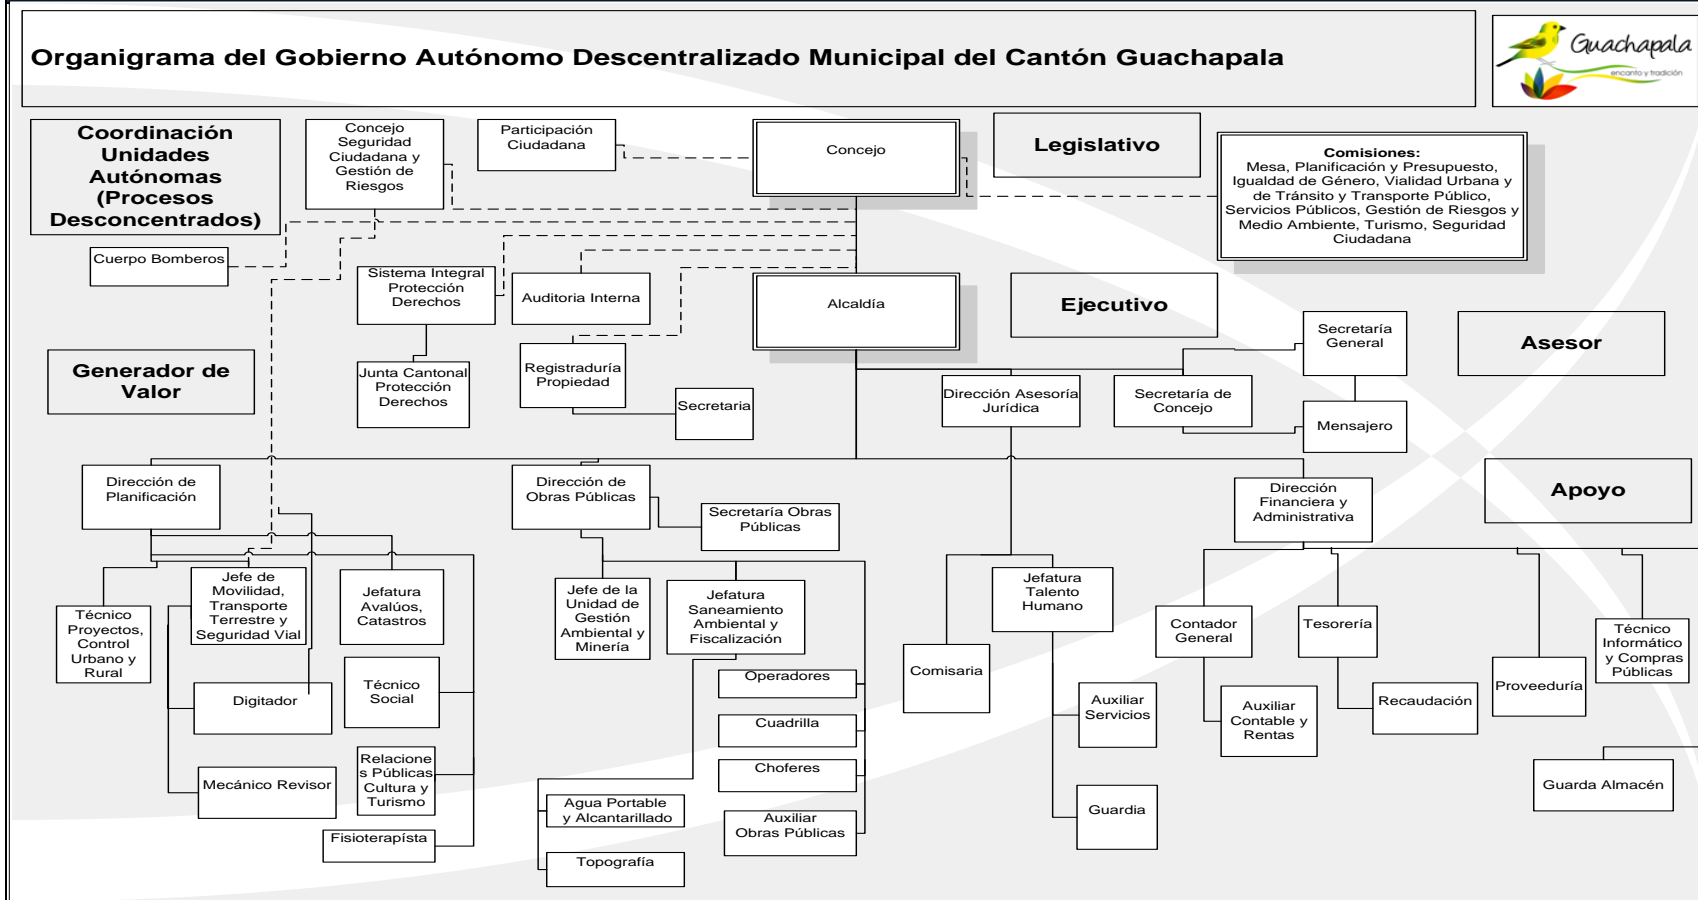 Organigrama del Gobierno Autónomo Descentralizado Municipal del Cantón Guachapala
Guachapala
encanto y tradición
Coordinación
Unidades
Autónomas
(Procesos
Desconcentrados)
Concejo
Seguridad
Ciudadana y
Gestión de
Riesgos
Participación
Ciudadana
Concejo
Legislativo
Comisiones:
Mesa, Planificación y Presupuesto,
Igualdad de Género, Vialidad Urbana y
de Tránsito y Transporte Público,
Servicios Públicos, Gestión de Riesgos y
Medio Ambiente, Turismo, Seguridad
Ciudadana
Cuerpo Bomberos
Sistema Integral
Protección
Derechos
Auditoria Interna
Alcaldía
Ejecutivo
Secretaría
General
Asesor
Generador de
Valor
Junta Cantonal
Protección
Derechos
Registraduría
Propiedad
Secretaria
Dirección Asesoría
Jurídica
Secretaría de
Concejo
Mensajero
Dirección de
Planificación
Dirección de
Obras Públicas
Secretaría Obras
Públicas
Dirección
Financiera y
Administrativa
Apoyo
Técnico
Proyectos,
Control
Urbano y
Rural
Jefe de
Movilidad,
Transporte
Terrestre y
Seguridad Vial
Jefatura
Avalúos,
Catastros
Jefe de la
Unidad de
Gestión
Ambiental y
Minería
Jefatura
Saneamiento
Ambiental y
Fiscalización
Jefatura
Talento
Humano
Contador
General
Tesorería
Técnico
Informático
y Compras
Públicas
Comisaria
Proveeduría
Digitador
Técnico
Social
Operadores
Cuadrilla
Auxiliar
Servicios
Auxiliar
Contable y
Rentas
Recaudación
Mecánico Revisor
Relacione
s Públicas
Cultura y
Turismo
Choferes
Guarda Almacén
Agua Portable
y Alcantarillado
Auxiliar
Obras Públicas
Guardia
Fisioterapísta
Topografía